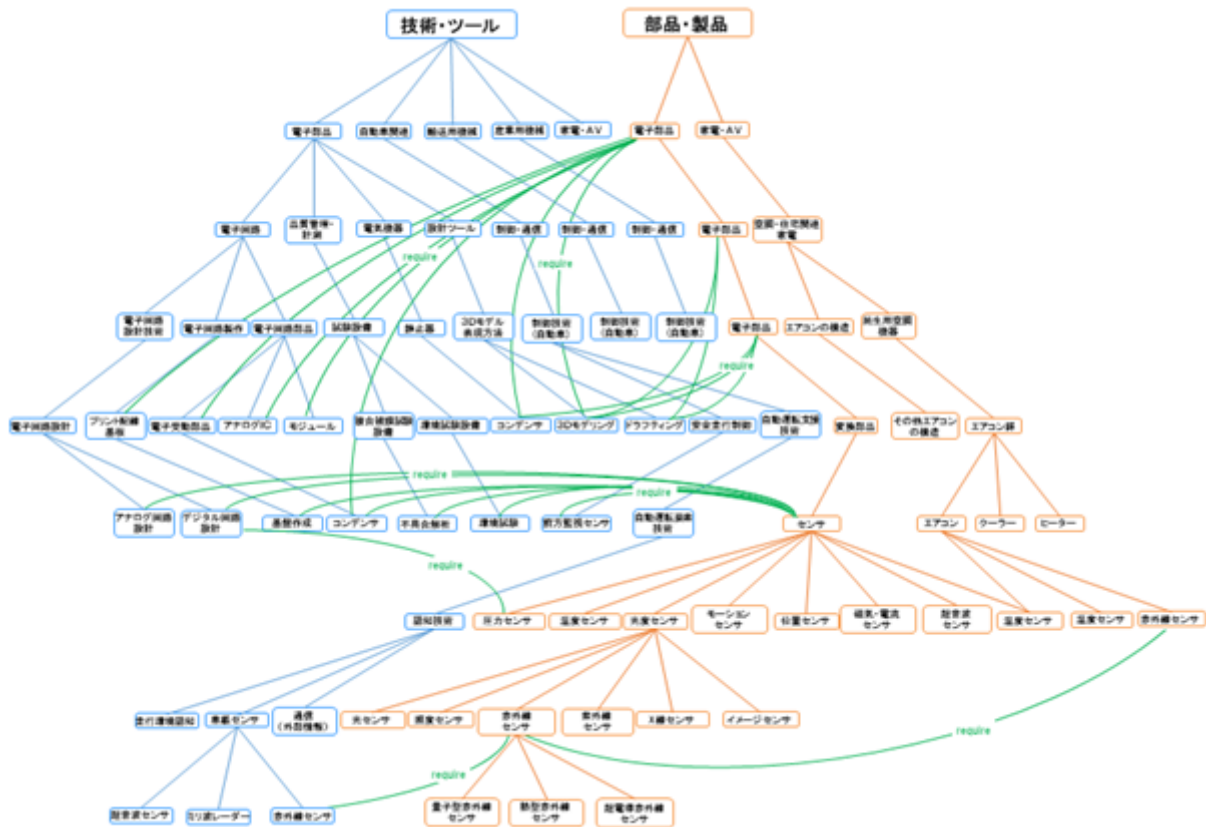 技術・ツール
部品・製品
電子部品
自動車関連
輸送用機械
産業用機械
家電・AV
電子部品
家電・AV
電子回路
品質管理・
計測
電気機器
設計ツール
制御・通信
制御・通信
制御・通信
電子部品
空調・住宅関連
家電
require
require
電子回路
設計技術
電子回路製作
電子回路部品
試験設備
静止器
3Dモデル
表現方法
制御技術
(自動車)
制御技術
(自動車)
制御技術
(自動車)
電子部品
エアコンの構造
民生用空調
機器
require
電子回路設計
プリント配線
基板
電子受動部品
アナログIC
モジュール
複合被模試験
設備
環境試験設備
コンデンサ
3Dモデリング
ドラフティング
安全走行制御
自動運転支援
技術
変換部品
その他エアコン
の構造
エアコン
require
require
アナログ回路
設計
デジタル回路
設計
基盤作成
コンデンサ
不具合解析
環境試験
前方監視センサ
自動運転
技術
センサ
エアコン
クーラー
ヒーター
require
認知技術
圧力センサ
温度センサ
光度センサ
モーション
センサ
位置センサ
磁気・電流
センサ
超音波
センサ
温度センサ
湿度センサ
赤外線センサ
走行環境認知
車載センサ
通信
(外部情報)
光センサ
照度センサ
赤外線
センサ
紫外線
センサ
X線センサ
イメージセンサ
require
require
超音波センサ
ミリ波レーダー
赤外線センサ
量子型赤外線
センサ
熱型赤外線
センサ
超電導赤外線
センサ